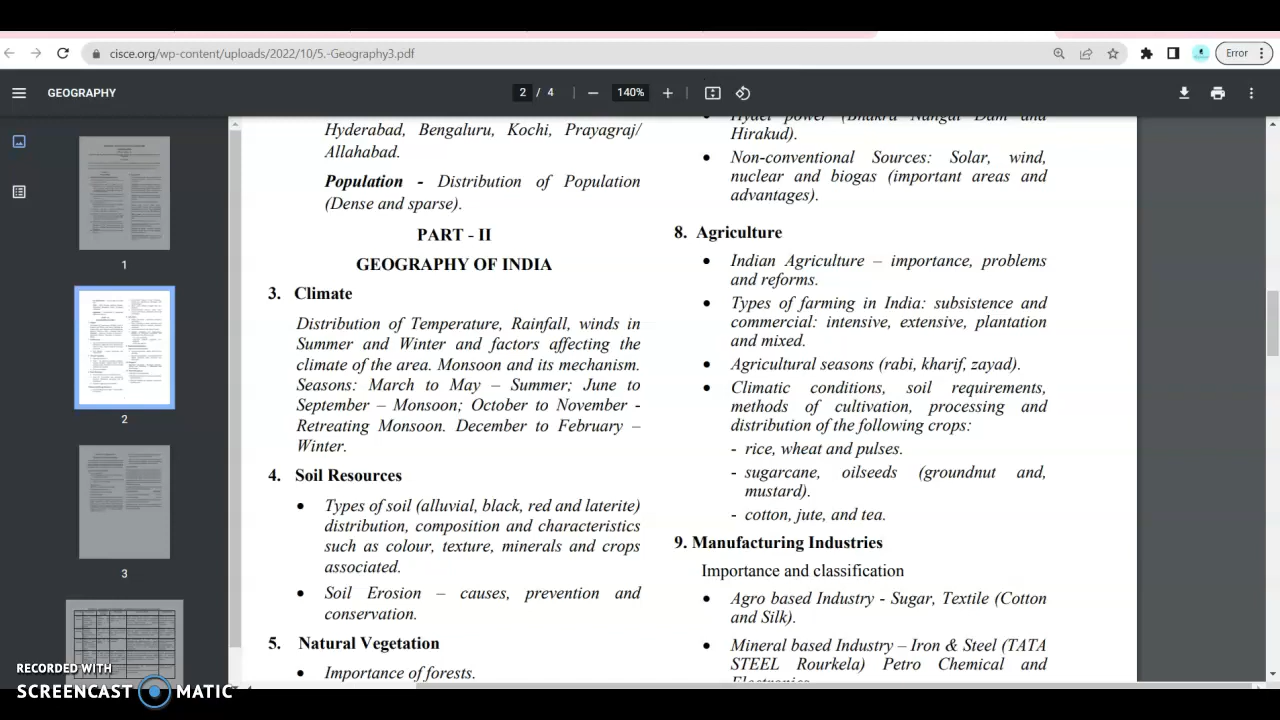 cisce.org/wp-content/uploads/2022/10/5.-Geography3.pdf
Error
GEOGRAPHY
2 / 4
140%
1
2
3
Hyderabad, Bengaluru, Kochi, Prayagraj/
Allahabad.
Population - Distribution of Population
(Dense and sparse).
PART - II
GEOGRAPHY OF INDIA
3. Climate
Distribution of Temperature, Rainfall, winds in
Summer and Winter and factors affecting the
climate of the area. Monsoon and its mechanism.
Seasons: March to May – Summer; June to
September – Monsoon; October to November -
Retreating Monsoon. December to February –
Winter.
4. Soil Resources
• Types of soil (alluvial, black, red and laterite)
distribution, composition and characteristics
such as colour, texture, minerals and crops
associated.
• Soil Erosion – causes, prevention and
conservation.
5. Natural Vegetation
• Importance of forests.
Hydel power (Bhakra Nangal Dam and
Hirakud).
• Non-conventional Sources: Solar, wind,
nuclear and biogas (important areas and
advantages).
8. Agriculture
• Indian Agriculture – importance, problems
and reforms.
• Types of farming in India: subsistence and
commercial: intensive, extensive, plantation
and mixed.
• Agricultural seasons (rabi, kharif, zayad).
• Climatic conditions, soil requirements,
methods of cultivation, processing and
distribution of the following crops:
- rice, wheat and pulses.
- sugarcane, oilseeds (groundnut and,
mustard).
- cotton, jute, and tea.
9. Manufacturing Industries
Importance and classification
• Agro based Industry - Sugar, Textile (Cotton
and Silk).
• Mineral based Industry – Iron & Steel (TATA
STEEL Rourkela) Petro Chemical and
Electronics
RECORDED WITH
SCREENCAST MATIC